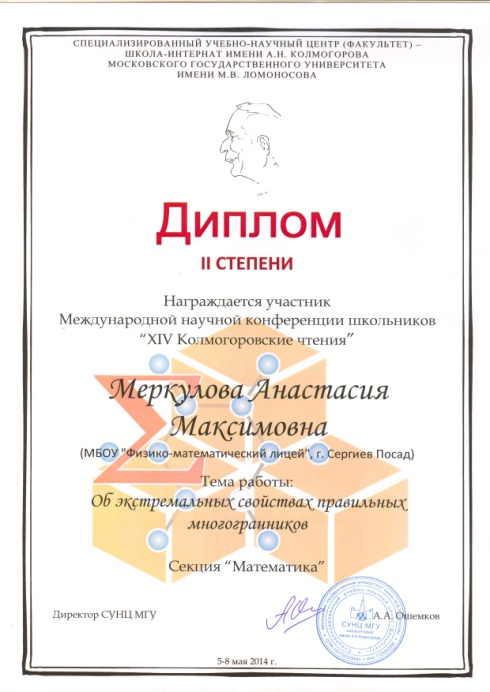 СПЕЦИАЛИЗИРОВАННЫЙ УЧЕБНО-НАУЧНЫЙ ЦЕНТР (ФАКУЛЬТЕТ) –
ШКОЛА-ИНТЕРНАТ ИМЕНИ А.Н. КОЛМОГОРОВА
МОСКОВСКОГО ГОСУДАРСТВЕННОГО УНИВЕРСИТЕТА
ИМЕНИ М.В. ЛОМОНОСОВА
Диплом
II СТЕПЕНИ
Награждается участник
Международной научной конференции школьников
“XIV Колмогоровские чтения”
Меркулова Анастасия
Максимовна
(МБОУ "Физико-математический лицей", г. Сергиев Посад)
Тема работы:
Об экстремальных свойствах правильных
многогранников
Секция “Математика”
Директор СУНЦ МГУ
А.А. Ошемков
СУНЦ МГУ
5-8 мая 2014 г.